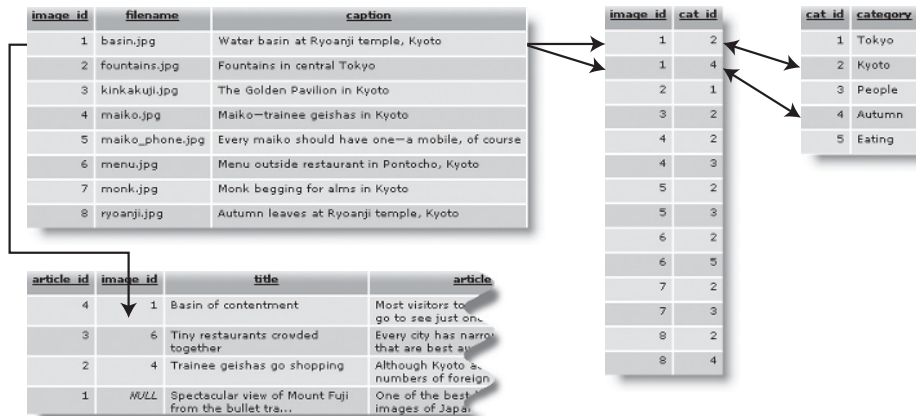 image_id filename caption
1 basin.jpg Water basin at Ryoanji temple, Kyoto
2 fountains.jpg Fountains in central Tokyo
3 kinkakuji.jpg The Golden Pavilion in Kyoto
4 maiko.jpg Maiko—trainee geishas in Kyoto
5 maiko_phone.jpg Every maiko should have one—a mobile, of course
6 menu.jpg Menu outside restaurant in Pontocho, Kyoto
7 monk.jpg Monk begging for alms in Kyoto
8 ryoanji.jpg Autumn leaves at Ryoanji temple, Kyoto
image_id cat_id
1 2
1 4
2 1
3 2
4 2
4 3
5 2
5 3
6 2
6 5
7 2
7 3
8 2
8 4
cat_id category
1 Tokyo
2 Kyoto
3 People
4 Autumn
5 Eating
article_id image_id title article
4 1 Basin of contentment Most visitors to
go to see just
3 6 Tiny restaurants crowded Every city has
together that are best
2 4 Trainee geishas go shopping Although Kyoto
numbers of foreign
1 NULL Spectacular view of Mount Fuji One of the best
from the bullet tra... images of